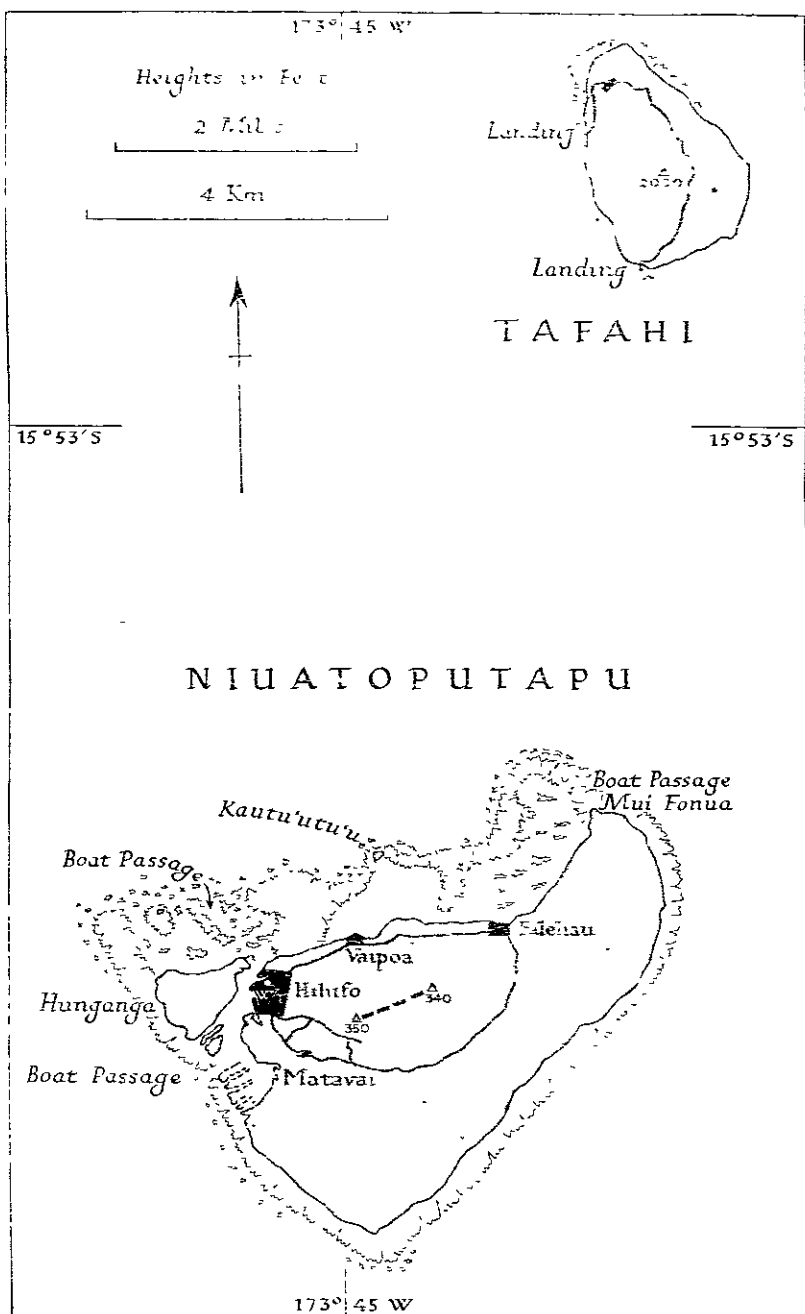 173° 45 W
Heights in Feet
2 Miles
4 Km
Landing
Landing
TAFAHI
15°53'S
15°53'S
NIUATOPUTAPU
Boat Passage
Mui Fonua
Kautu'utu'u
Boat Passage
Vaipoa
Hihifo
Hunganga
340
350
Boat Passage
Matavai
173° 45 W